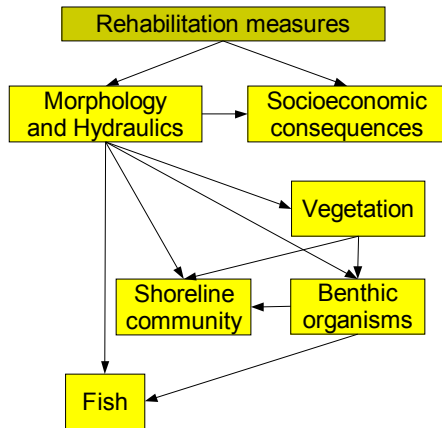 Rehabilitation measures
Morphology
and Hydraulics
Socioeconomic
consequences
Vegetation
Shoreline
community
Benthic
organisms
Fish